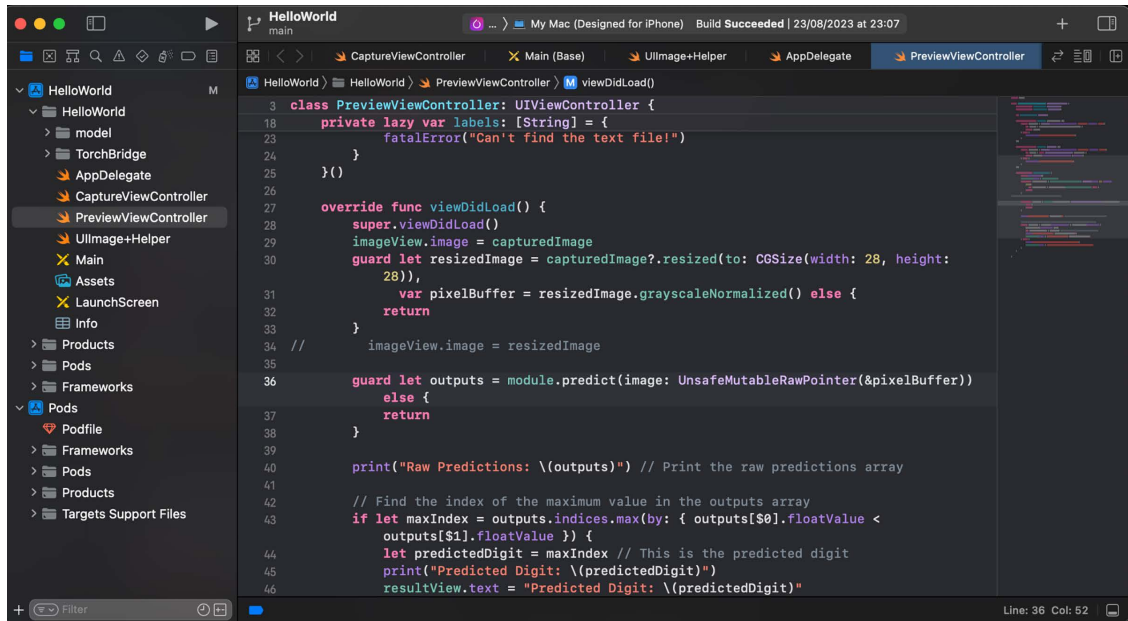 HelloWorld
main
... 〉 My Mac (Designed for iPhone) Build Succeeded | 23/08/2023 at 23:07
CaptureViewController
Main (Base)
UIImage+Helper
AppDelegate
PreviewViewController
HelloWorld 〉 HelloWorld 〉 PreviewViewController 〉 M viewDidLoad()
HelloWorld M
HelloWorld
model
TorchBridge
AppDelegate
CaptureViewController
PreviewViewController
UIImage+Helper
Main
Assets
LaunchScreen
Info
Products
Pods
Frameworks
Pods
Podfile
Frameworks
Pods
Products
Targets Support Files
Filter
3 class PreviewViewController: UIViewController {
18 private lazy var labels: [String] = {
23 fatalError("Can't find the text file!")
24 }
25 }()
26
27 override func viewDidLoad() {
28 super.viewDidLoad()
29 imageView.image = capturedImage
30 guard let resizedImage = capturedImage?.resized(to: CGSize(width: 28, height:
28)),
31 var pixelBuffer = resizedImage.grayscaleNormalized() else {
32 return
33 }
34 // imageView.image = resizedImage
35
36 guard let outputs = module.predict(image: UnsafeMutableRawPointer(&pixelBuffer))
else {
37 return
38 }
39
40 print("Raw Predictions: \(outputs)") // Print the raw predictions array
41
42 // Find the index of the maximum value in the outputs array
43 if let maxIndex = outputs.indices.max(by: { outputs[$0].floatValue <
outputs[$1].floatValue }) {
44 let predictedDigit = maxIndex // This is the predicted digit
45 print("Predicted Digit: \(predictedDigit)")
46 resultView.text = "Predicted Digit: \(predictedDigit)"
Line: 36 Col: 52